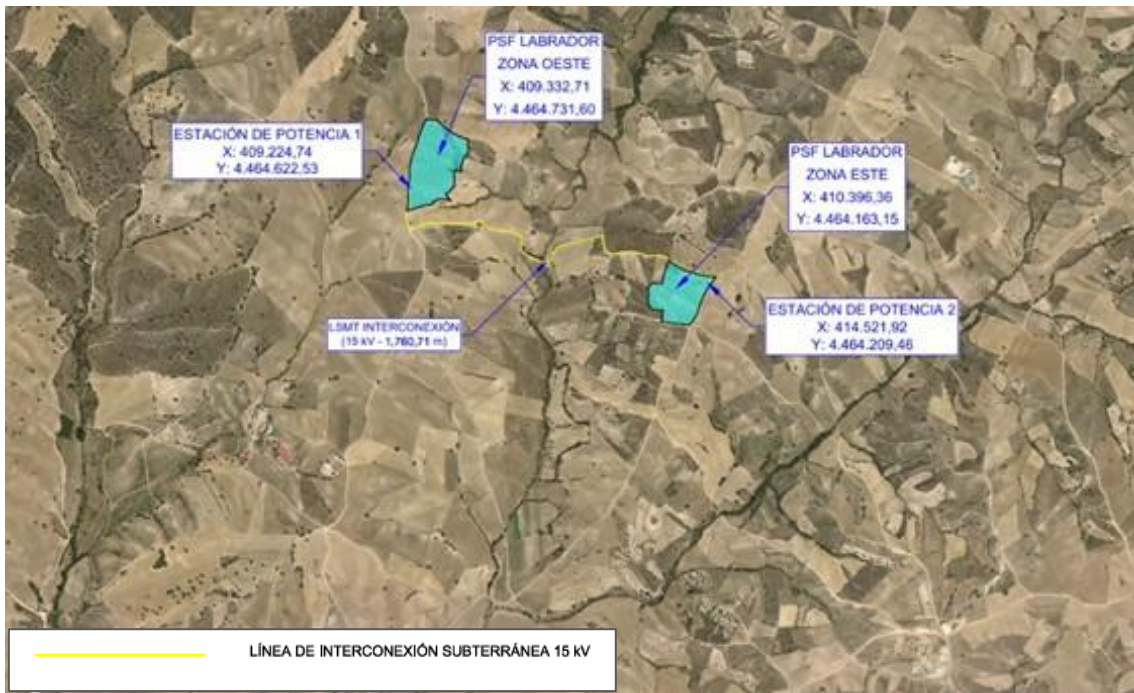 PSF LABRADOR
ZONA OESTE
X: 409.332,71
Y: 4.464.731,60
ESTACIÓN DE POTENCIA 1
X: 409.224,74
Y: 4.464.622,53
PSF LABRADOR
ZONA ESTE
X: 410.396,36
Y: 4.464.163,15
ESTACIÓN DE POTENCIA 2
X: 414.521,92
Y: 4.464.209,46
LSMT INTERCONEXIÓN
(15 kV - 1,760,71 m)
LÍNEA DE INTERCONEXIÓN SUBTERRÁNEA 15 kV